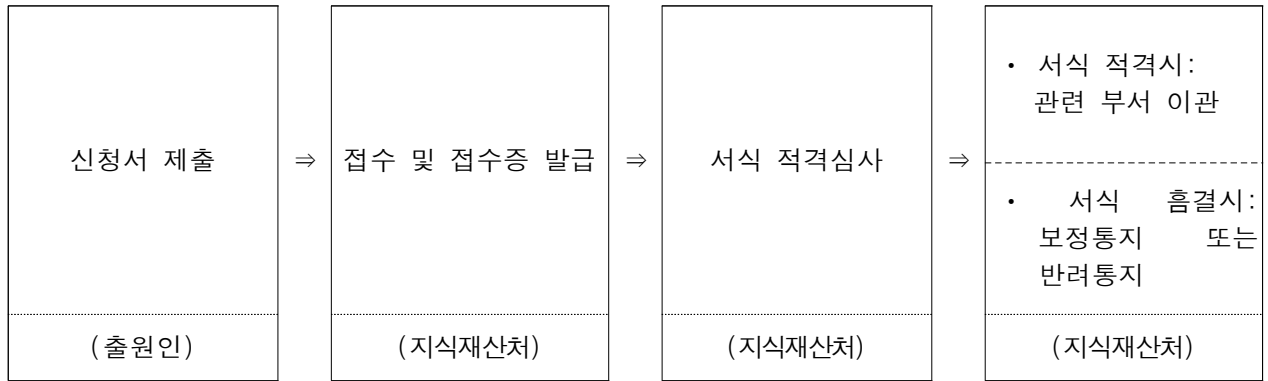 신청서 제출
(출원인)
⇒
접수 및 접수증 발급
(지식재산처)
⇒
서식 적격심사
(지식재산처)
⇒
• 서식 적격시:
관련 부서 이관
• 서식 흠결시:
보정통지 또는
반려통지
(지식재산처)